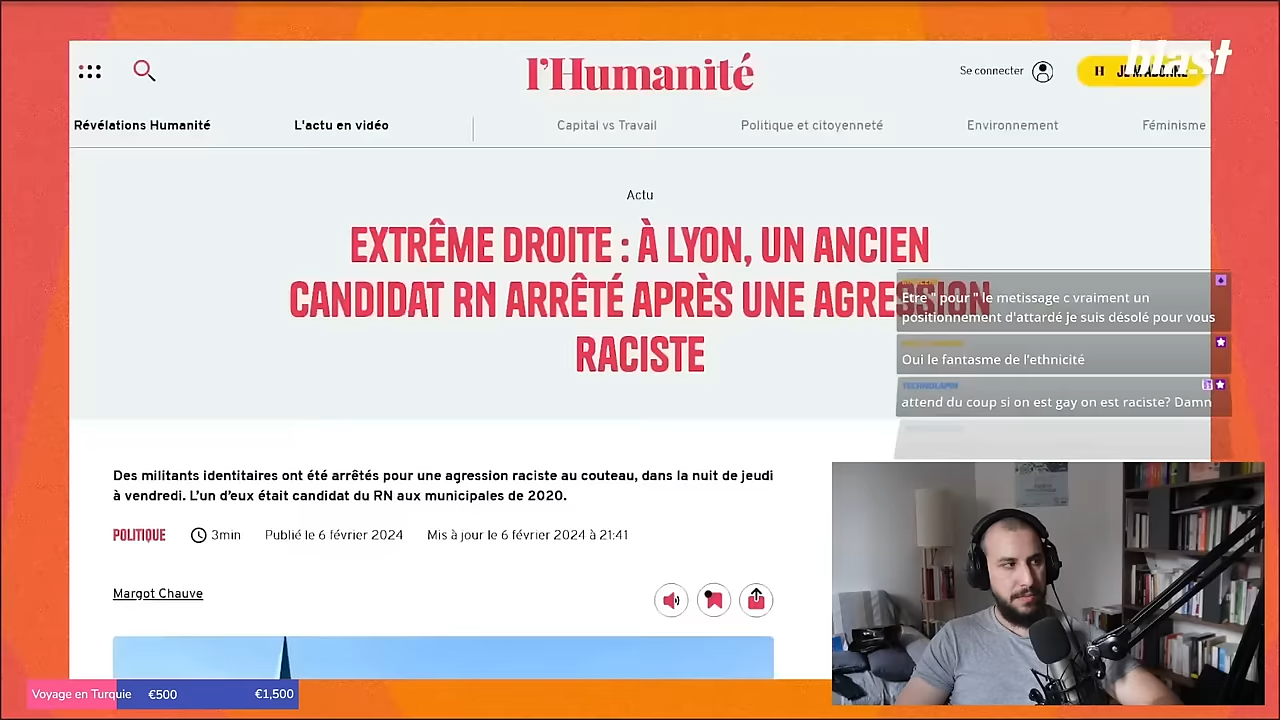 l'Humanité
Se connecter
H
blast
Révélations Humanité
L'actu en vidéo
Capital vs Travail
Politique et citoyenneté
Environnement
Féminisme
Actu
EXTRÊME DROITE : À LYON, UN ANCIEN
CANDIDAT RN ARRÊTÉ APRÈS UNE AGRESSION
RACISTE
Etre " pour " le metissage c vraiment un
positionnement d'attardé je suis désolé pour vous
Oui le fantasme de l'ethnicité
TECHNOLAPIN
attend du coup si on est gay on est raciste? Damn
Des militants identitaires ont été arrêtés pour une agression raciste au couteau, dans la nuit de jeudi
à vendredi. L'un d'eux était candidat du RN aux municipales de 2020.
POLITIQUE
3min
Publié le 6 février 2024
Mis à jour le 6 février 2024 à 21:41
Margot Chauve
Voyage en Turquie
€500
€1,500